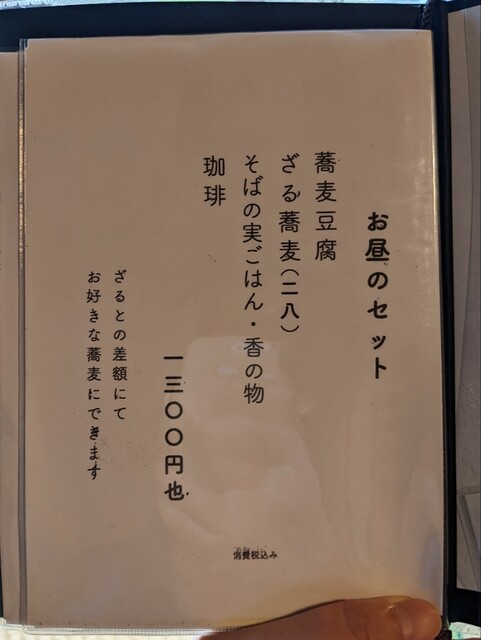 お昼のセット
蕎麦豆腐
ざる蕎麦(二八)
そばの実ごはん・香の物
珈琲
一三〇〇円也
ざるとの差額にて
お好きな蕎麦にできます
消費税込み